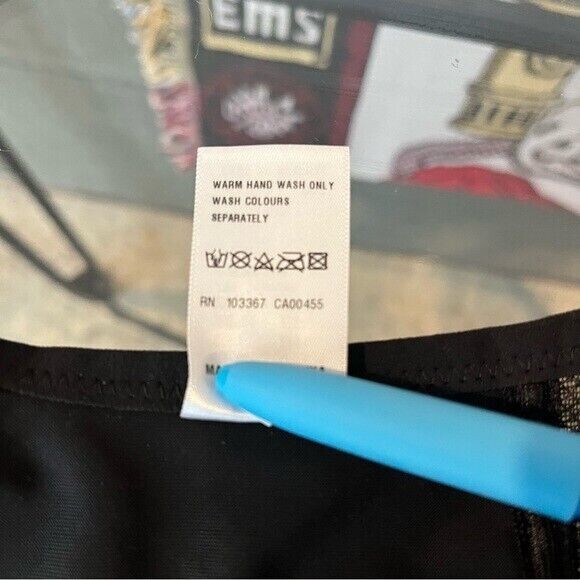 EMS
WARM HAND WASH ONLY
WASH COLOURS
SEPARATELY
RN 103367 CA00455